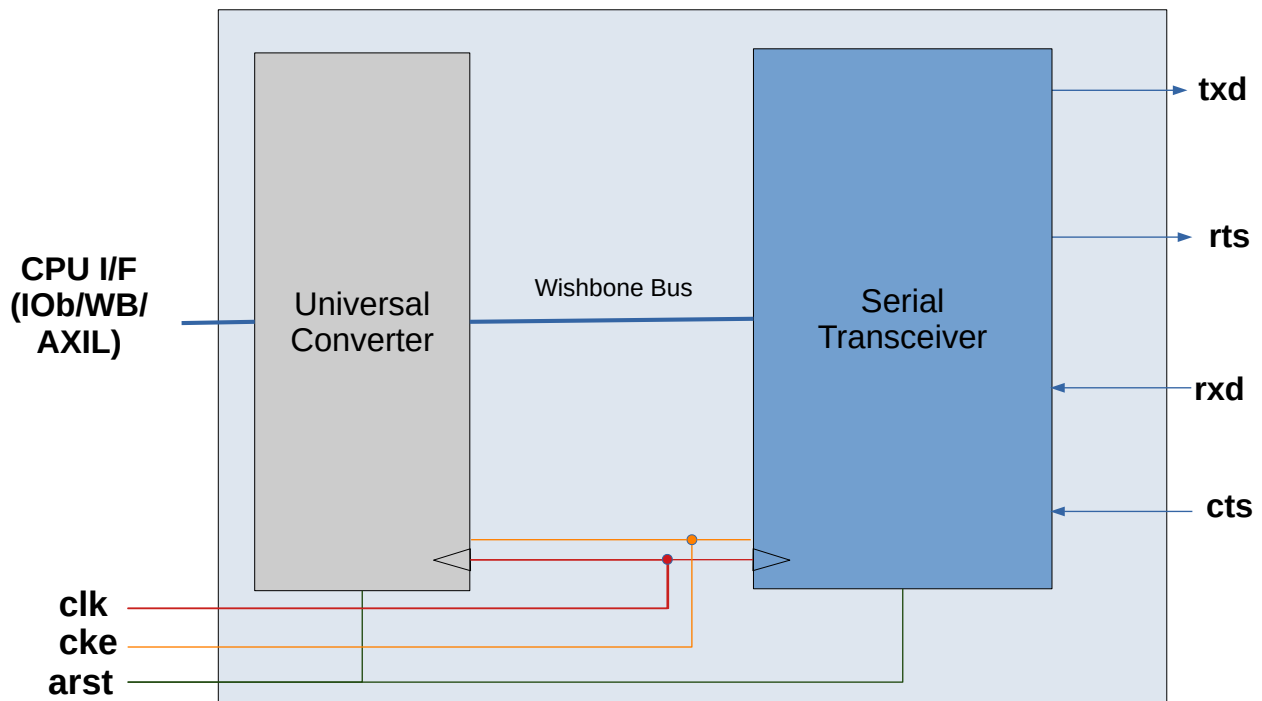 txd
rts
CPU I/F
(IOb/WB/
AXIL)
Universal
Converter
Wishbone Bus
Serial
Transceiver
rxd
cts
clk
cke
arst